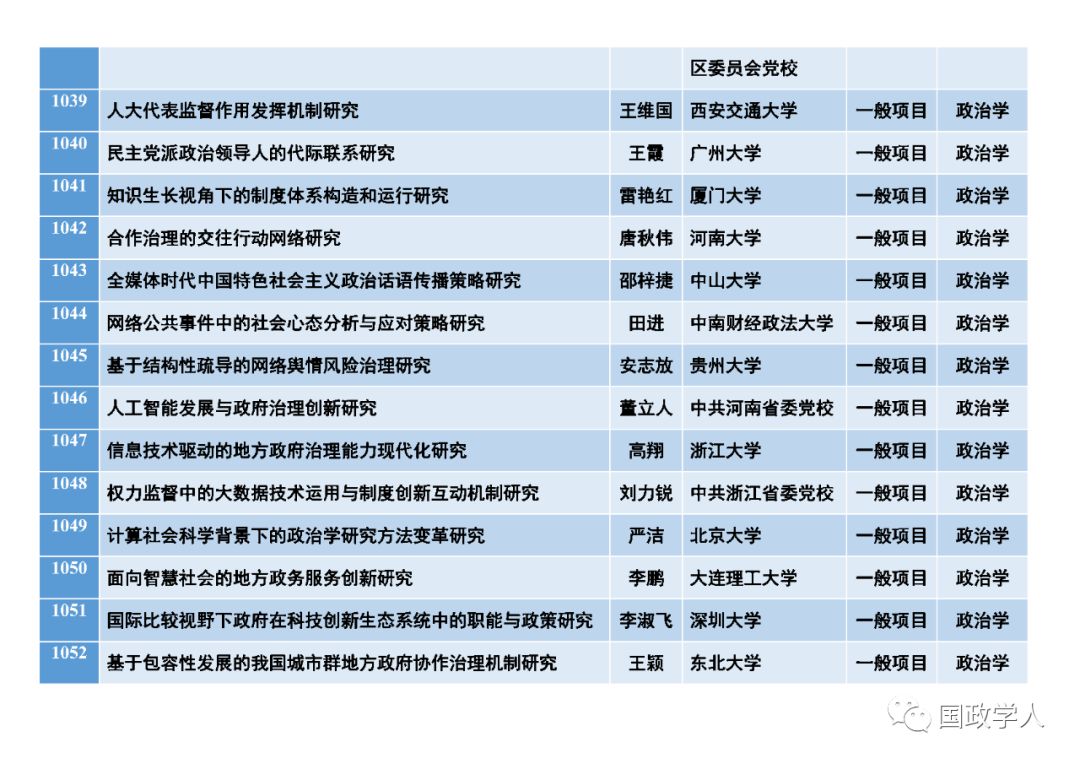 区委员会党校
1039 人大代表监督作用发挥机制研究 王维国 西安交通大学 一般项目 政治学
1040 民主党派政治领导人的代际联系研究 王霞 广州大学 一般项目 政治学
1041 知识生长视角下的制度体系构造和运行研究 雷艳红 厦门大学 一般项目 政治学
1042 合作治理的交往行动网络研究 唐秋伟 河南大学 一般项目 政治学
1043 全媒体时代中国特色社会主义政治话语传播策略研究 邵梓捷 中山大学 一般项目 政治学
1044 网络公共事件中的社会心态分析与应对策略研究 田进 中南财经政法大学 一般项目 政治学
1045 基于结构性疏导的网络舆情风险治理研究 安志放 贵州大学 一般项目 政治学
1046 人工智能发展与政府治理创新研究 董立人 中共河南省委党校 一般项目 政治学
1047 信息技术驱动的地方政府治理能力现代化研究 高翔 浙江大学 一般项目 政治学
1048 权力监督中的大数据技术运用与制度创新互动机制研究 刘力锐 中共浙江省委党校 一般项目 政治学
1049 计算社会科学背景下的政治学研究方法变革研究 严洁 北京大学 一般项目 政治学
1050 面向智慧社会的地方政务服务创新研究 李鹏 大连理工大学 一般项目 政治学
1051 国际比较视野下政府在科技创新生态系统中的职能与政策研究 李淑飞 深圳大学 一般项目 政治学
1052 基于包容性发展的我国城市群地方政府协作治理机制研究 王颖 东北大学 一般项目 政治学
国政学人